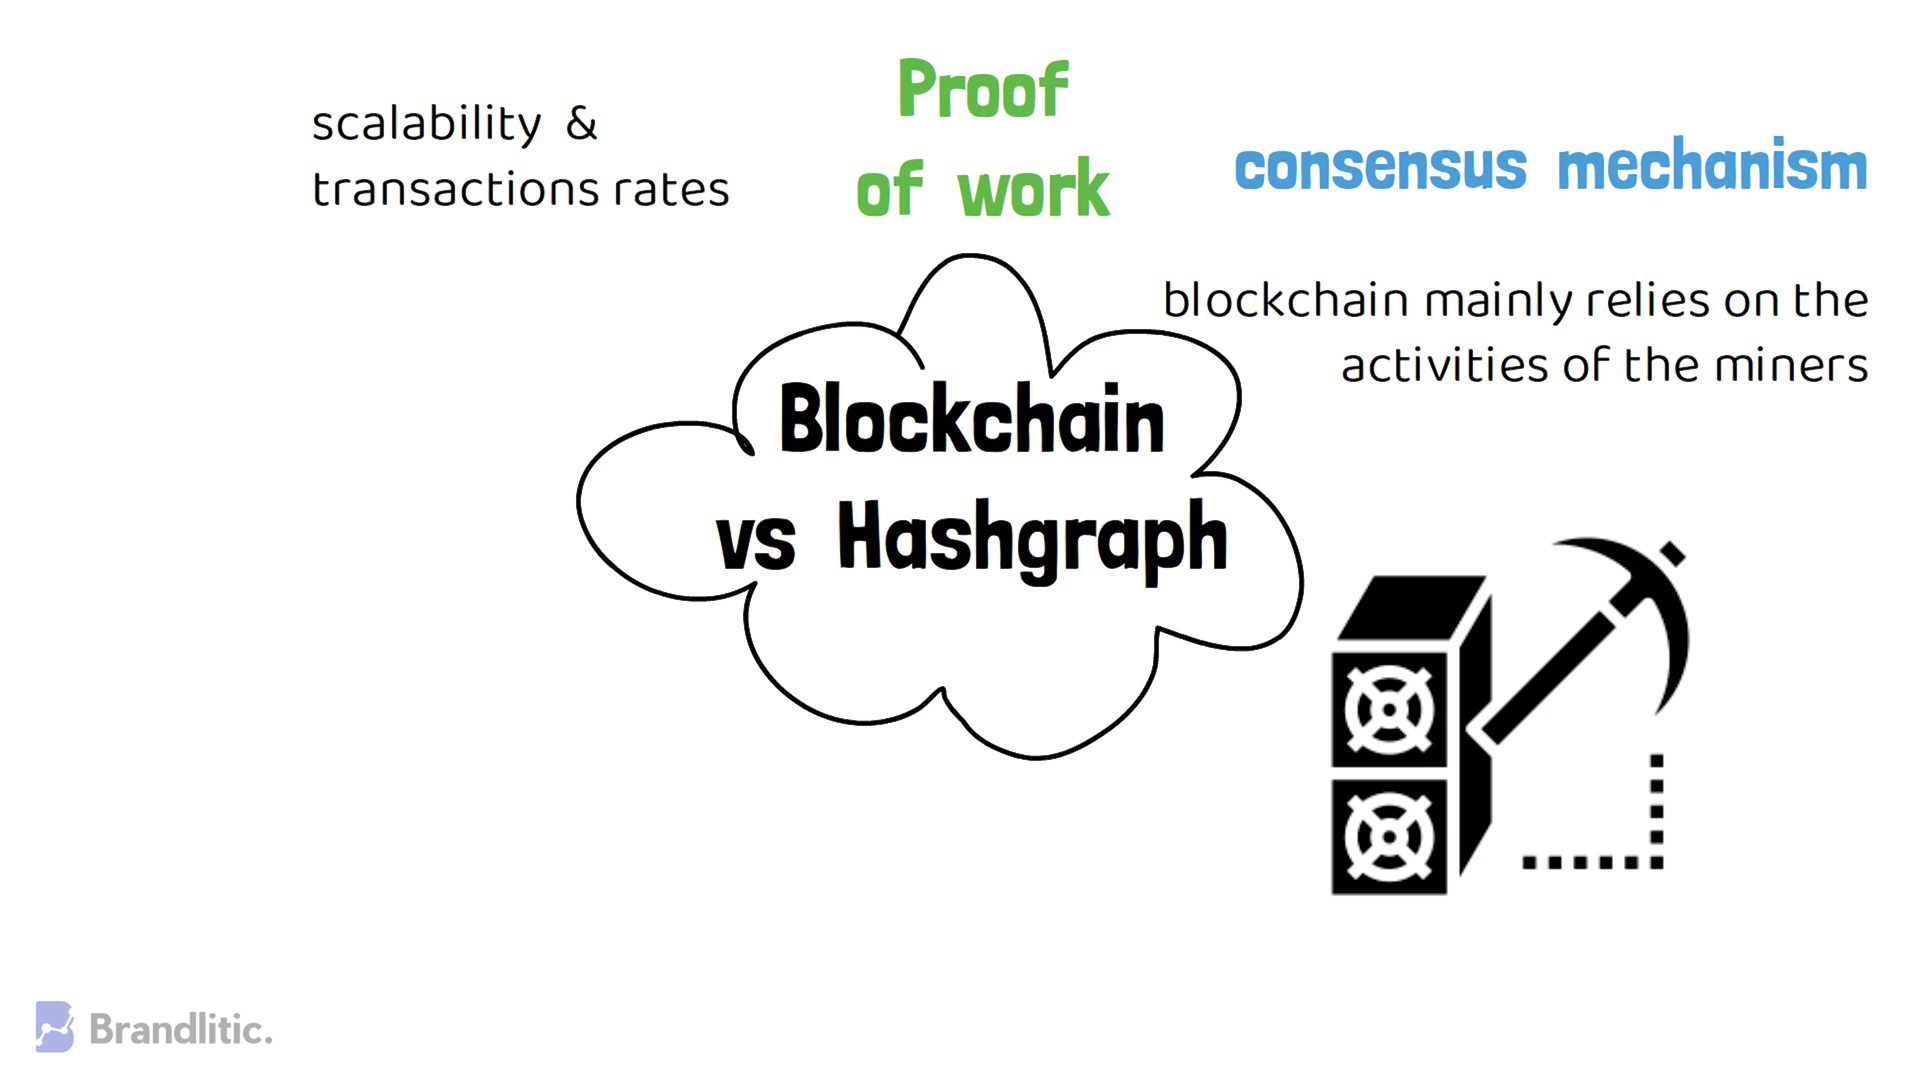 scalability &
transactions rates
Proof
of work
consensus mechanism
blockchain mainly relies on the
activities of the miners
Blockchain
vs Hashgraph
Brandlitic.